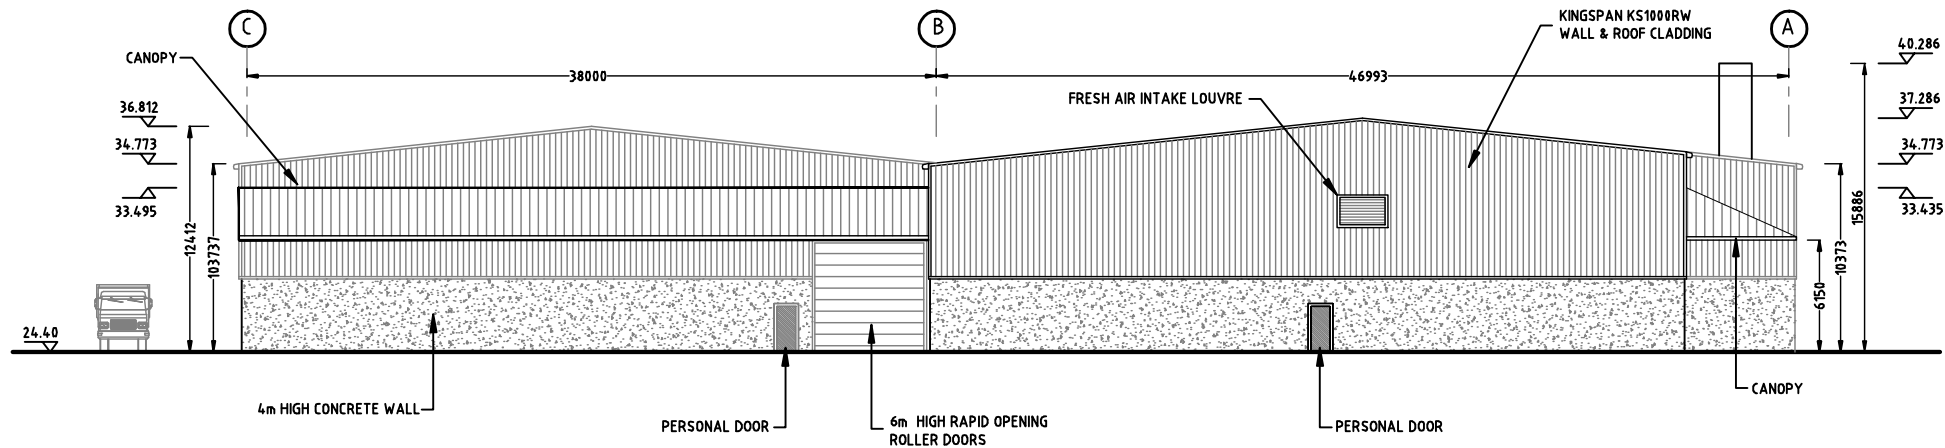 C
B
A
KINGSPAN KS1000RW
WALL & ROOF CLADDING
40.286
CANOPY
38000
46993
FRESH AIR INTAKE LOUVRE
36.812
37.286
34.773
34.773
33.495
33.435
12412
103737
15886
10373
6150
24.40
4m HIGH CONCRETE WALL
PERSONAL DOOR
6m HIGH RAPID OPENING
ROLLER DOORS
PERSONAL DOOR
CANOPY